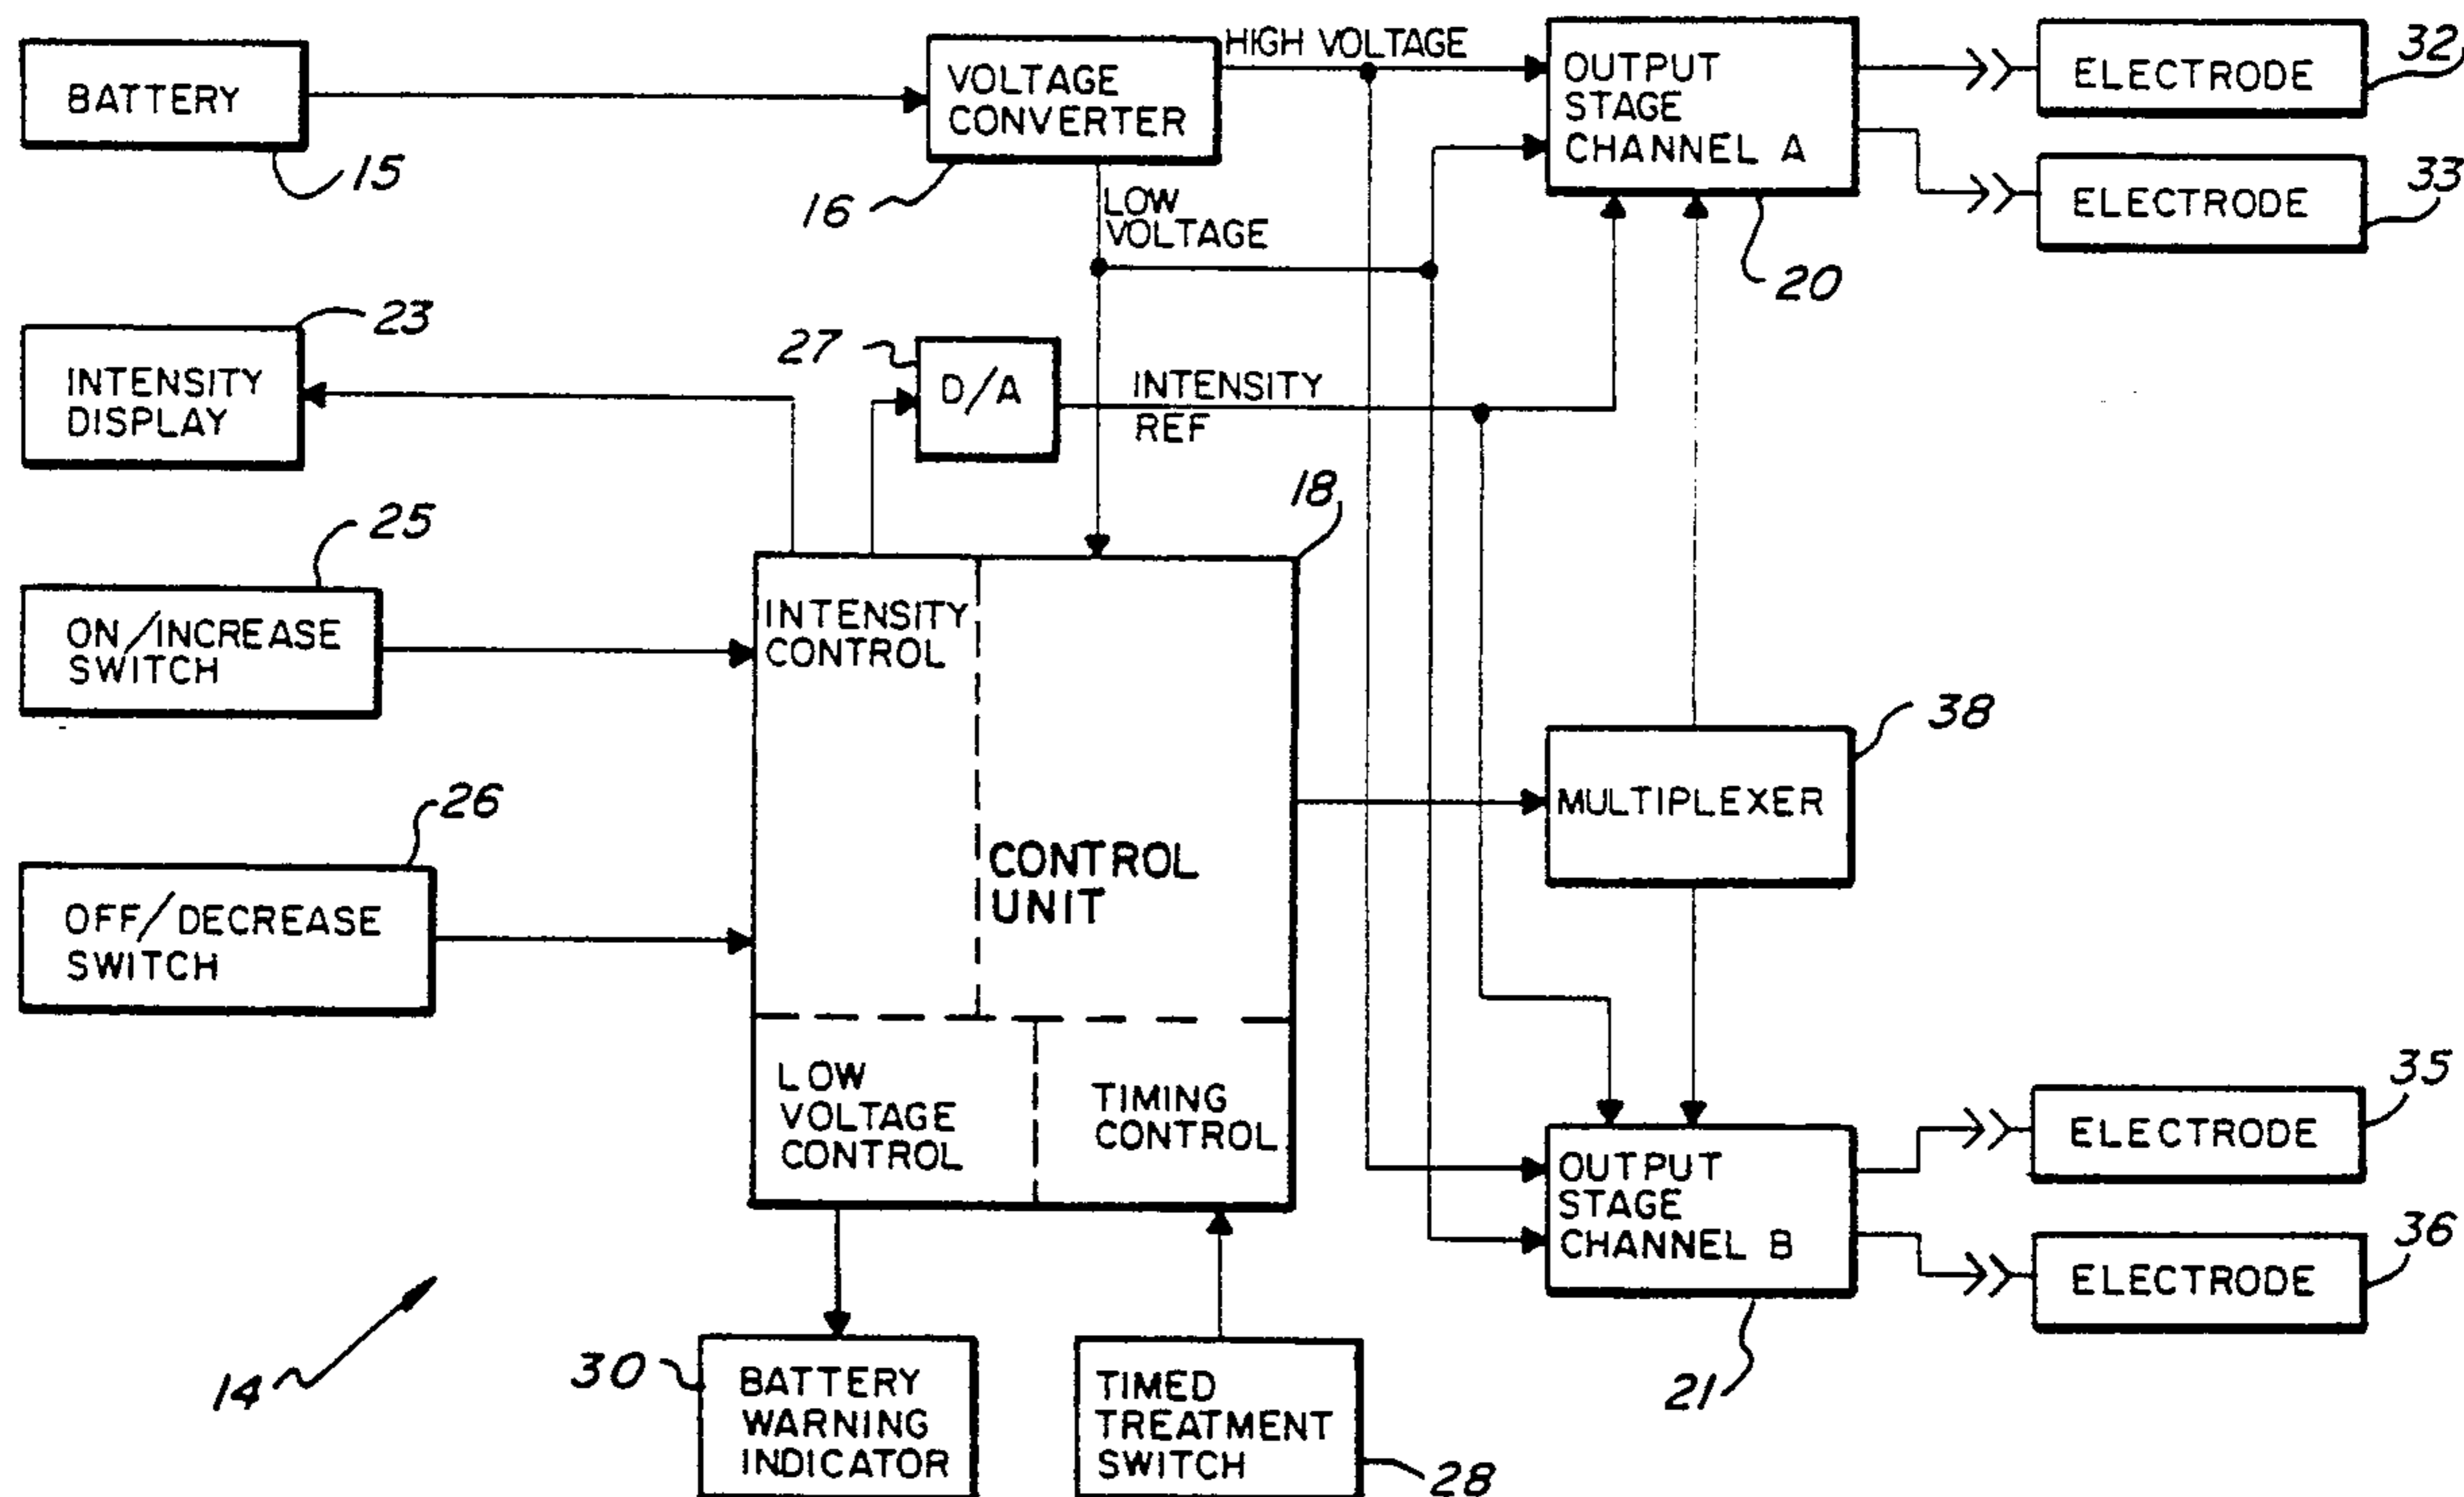 BATTERY
15
VOLTAGE
CONVERTER
16
HIGH VOLTAGE
LOW
VOLTAGE
OUTPUT
STAGE
CHANNEL A
20
ELECTRODE
32
ELECTRODE
33
INTENSITY
DISPLAY
23
27
D/A
INTENSITY
REF
18
ON/INCREASE
SWITCH
25
INTENSITY
CONTROL
CONTROL
UNIT
MULTIPLEXER
38
OFF/DECREASE
SWITCH
26
LOW
VOLTAGE
CONTROL
TIMING
CONTROL
OUTPUT
STAGE
CHANNEL B
21
ELECTRODE
35
ELECTRODE
36
14
30
BATTERY
WARNING
INDICATOR
TIMED
TREATMENT
SWITCH
28